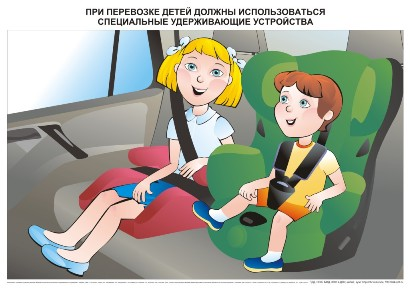 ПРИ ПЕРЕВОЗКЕ ДЕТЕЙ ДОЛЖНЫ ИСПОЛЬЗОВАТЬСЯ
СПЕЦИАЛЬНЫЕ УДЕРЖИВАЮЩИЕ УСТРОЙСТВА